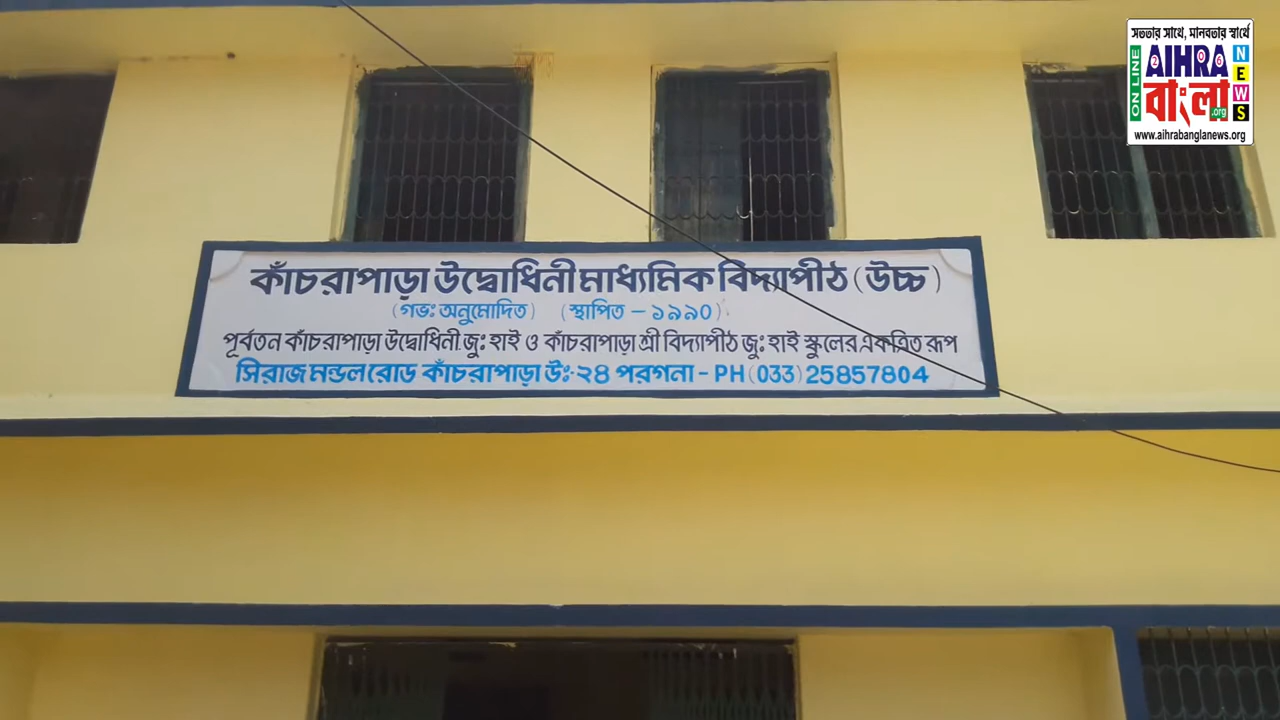 সততার সাথে, মানবতার স্বার্থে
ON LINE
AIHRA
বাংলা
.org
NEWS
www.aihrabanglanews.org
কাঁচরাপাড়া উদ্বোধিনী মাধ্যমিক বিদ্যাপীঠ (উচ্চ)
(গভঃ অনুমোদিত) (স্থাপিত - ১৯৯০)
পূর্বতন কাঁচরাপাড়া উদ্বোধিনী জুঃ হাই ও কাঁচরাপাড়া শ্রী বিদ্যাপীঠ জুঃ হাই স্কুলের একত্রিত রূপ
সিরাজ মন্ডল রোড কাঁচরাপাড়া উঃ-২৪ পরগনা - PH (033) 25857804